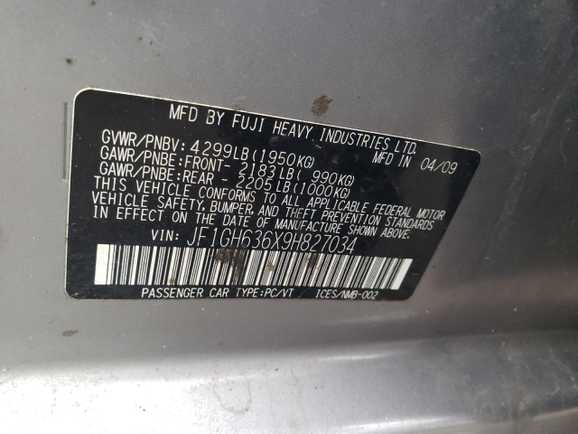 MFD BY FUJI HEAVY INDUSTRIES LTD.
GVWR/PNBV: 4299LB(1950KG) MFD IN 04/09
GAWR/PNBE:FRONT- 2183LB( 990KG)
GAWR/PNBE:REAR - 2205LB(1000KG)
THIS VEHICLE CONFORMS TO ALL APPLICABLE FEDERAL MOTOR
VEHICLE SAFETY, BUMPER, AND THEFT PREVENTION STANDARDS
IN EFFECT ON THE DATE OF MANUFACTURE SHOWN ABOVE.
VIN: JF1GH636X9H827034
PASSENGER CAR TYPE:PC/VT ICES/NMB-002